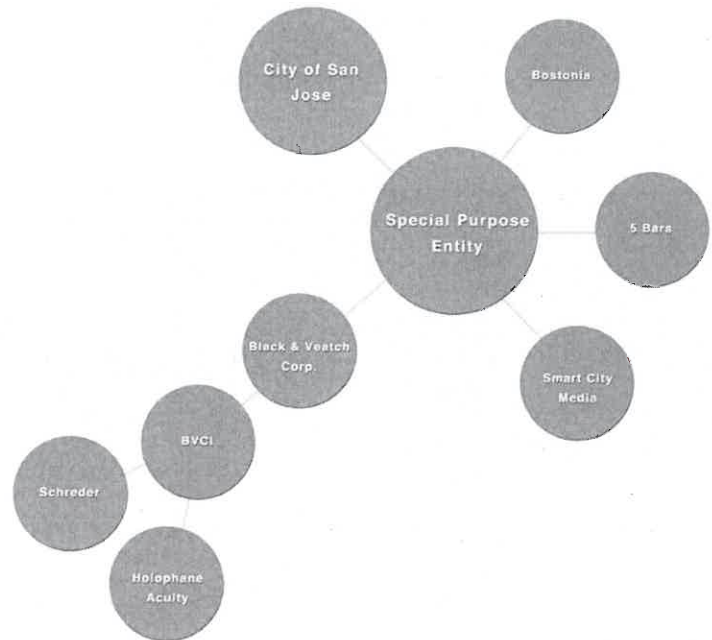 City of San
Jose
Bostonia
Special Purpose
Entity
5 Bars
Black & Veatch
Corp.
Smart City
Media
BVCI
Schreder
Holophane
Acuity